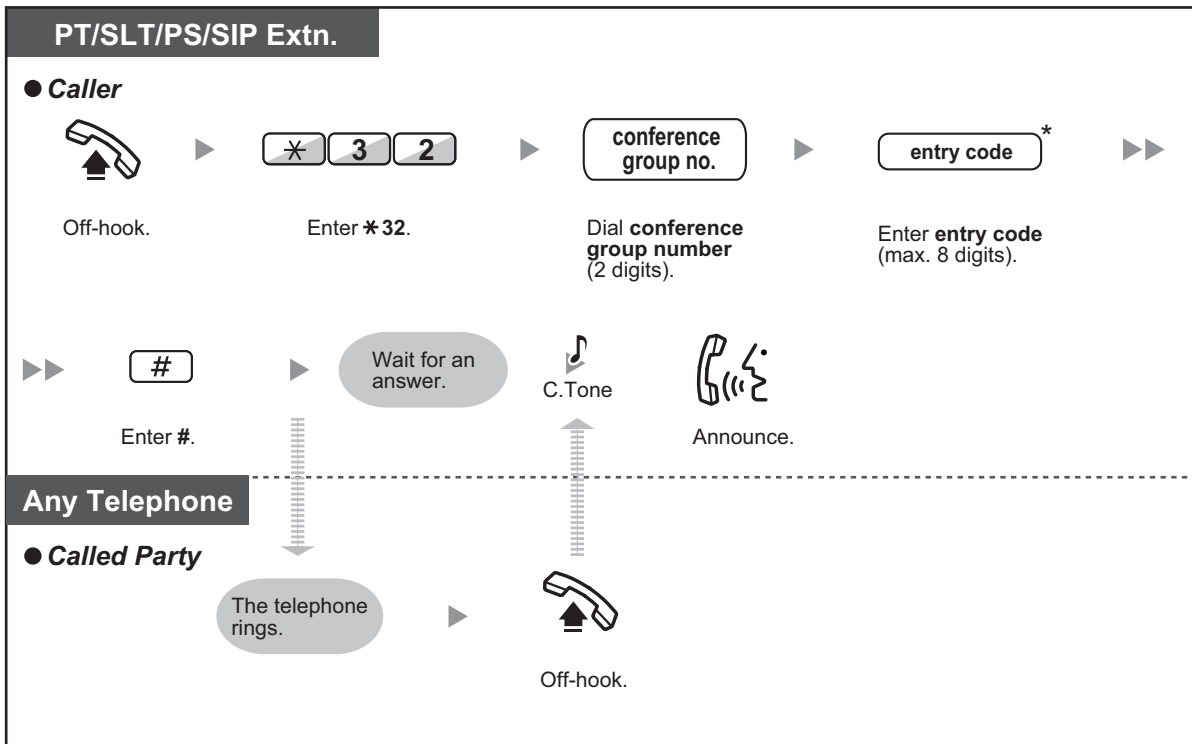 PT/SLT/PS/SIP Extn.
● Caller
✳ 3 2
conference
group no.
entry code*
Off-hook.
Enter ✳32.
Dial conference
group number
(2 digits).
Enter entry code
(max. 8 digits).
#
Wait for an
answer.
C.Tone
Enter #.
Announce.
Any Telephone
● Called Party
The telephone
rings.
Off-hook.